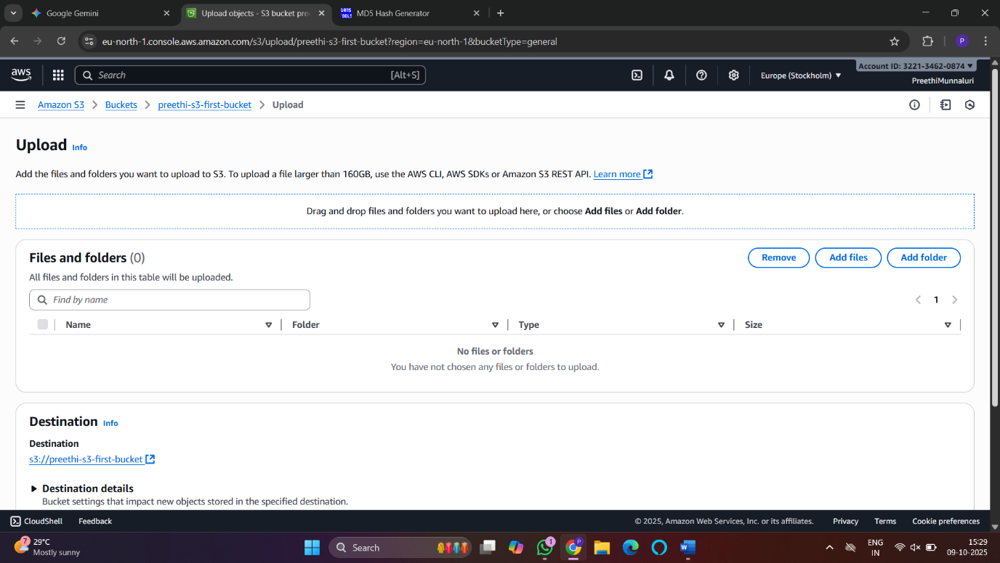 Google Gemini
Upload objects - S3 bucket pre
MD5 Hash Generator
eu-north-1.console.aws.amazon.com/s3/upload/preethi-s3-first-bucket?region=eu-north-1&bucketType=general
P
aws
Search
[Alt+S]
Europe (Stockholm)
Account ID: 3221-3462-0874
PreethiMunnaluri
Amazon S3
Buckets
preethi-s3-first-bucket
Upload
Upload Info
Add the files and folders you want to upload to S3. To upload a file larger than 160GB, use the AWS CLI, AWS SDKs or Amazon S3 REST API. Learn more
Drag and drop files and folders you want to upload here, or choose Add files or Add folder.
Files and folders (0)
Remove
Add files
Add folder
All files and folders in this table will be uploaded.
Find by name
1
Name
Folder
Type
Size
No files or folders
You have not chosen any files or folders to upload.
Destination Info
Destination
s3://preethi-s3-first-bucket
Destination details
Bucket settings that impact new objects stored in the specified destination.
CloudShell
Feedback
© 2025, Amazon Web Services, Inc. or its affiliates.
Privacy
Terms
Cookie preferences
7
29°C
Mostly sunny
Search
1
P
W
ENG
IN
15:29
09-10-2025